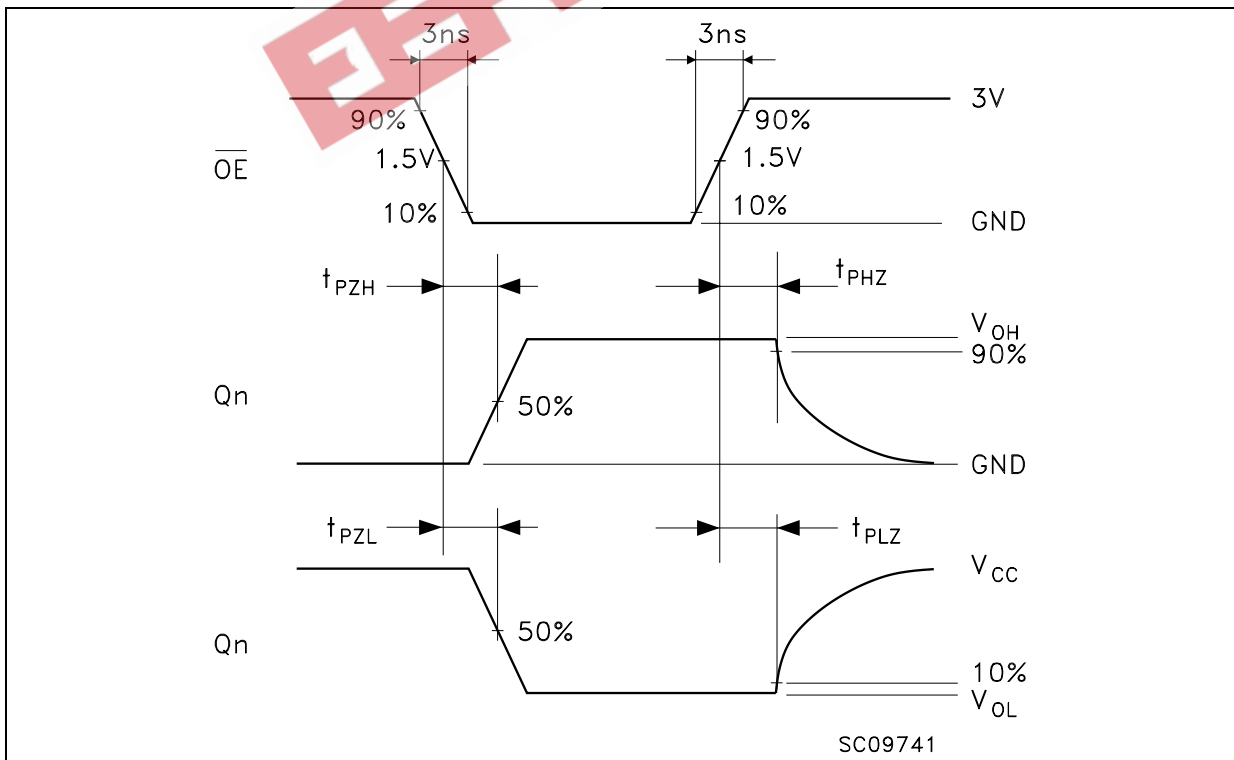 3ns 3ns
3V
90% 90%
OE 1.5V 1.5V
10% 10%
GND
tPZH tPHZ
VOH
90%
Qn 50%
GND
tPZL tPLZ
VCC
Qn 50%
10%
VOL
SC09741